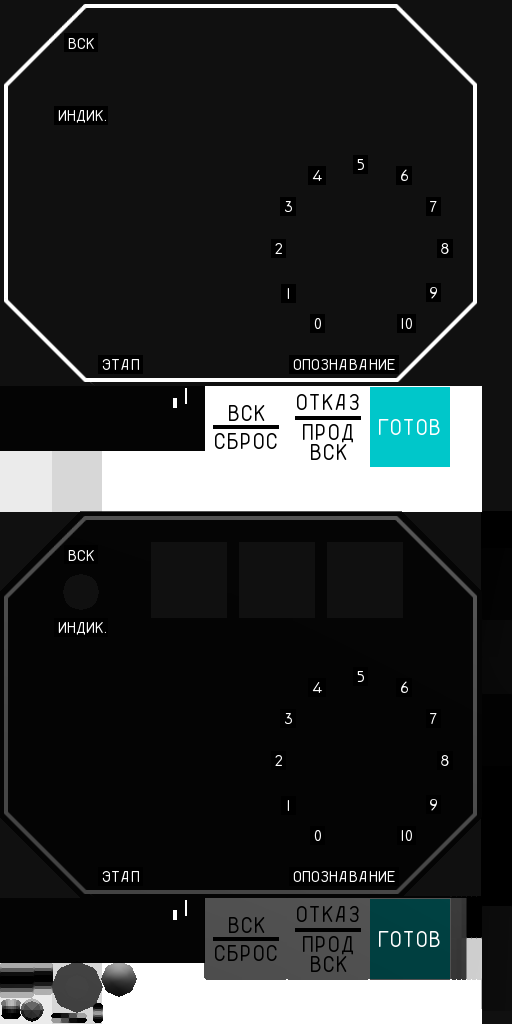 ВСК
ИНДИК.
5
4
6
3
7
2
8
1
9
0
10
ЭТАП
ОПОЗНАВАНИЕ
ВСК
СБРОС
ОТКАЗ
ПРОД
ВСК
ГОТОВ
ВСК
ИНДИК.
5
4
6
3
7
2
8
1
9
0
10
ЭТАП
ОПОЗНАВАНИЕ
ВСК
СБРОС
ОТКАЗ
ПРОД
ВСК
ГОТОВ